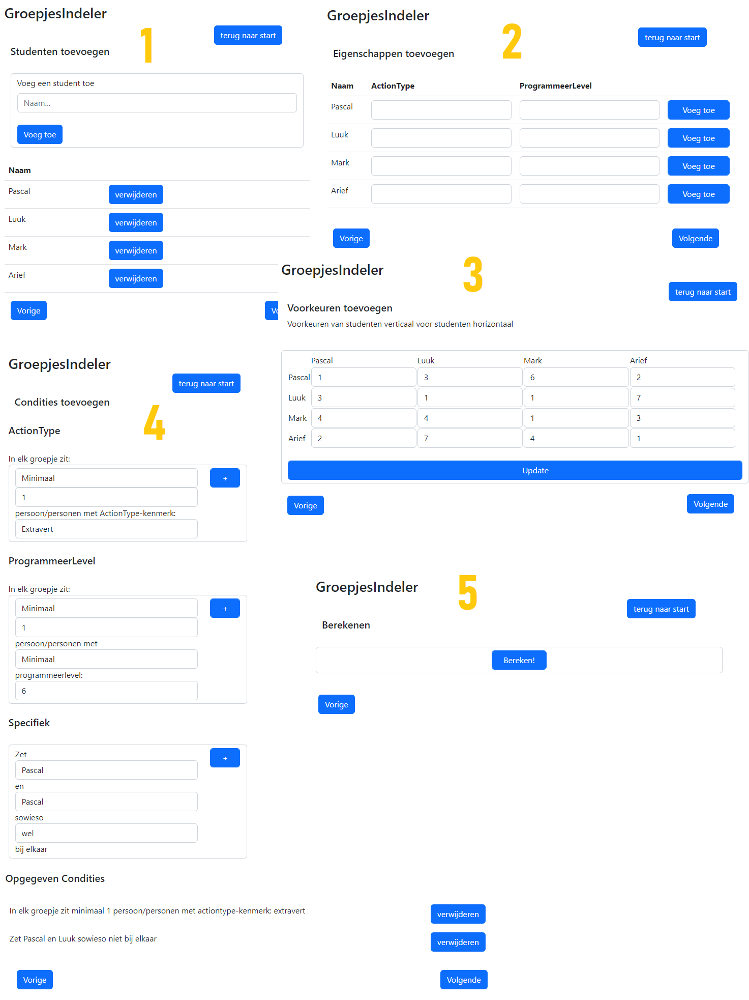 GroepjesIndeler
1
terug naar start
Studenten toevoegen
Voeg een student toe
Naam...
Voeg toe
Naam
Pascal verwijderen
Luuk verwijderen
Mark verwijderen
Arief verwijderen
Vorige
GroepjesIndeler
2
terug naar start
Eigenschappen toevoegen
Naam ActionType ProgrammeerLevel
Pascal Voeg toe
Luuk Voeg toe
Mark Voeg toe
Arief Voeg toe
Vorige Volgende
GroepjesIndeler
3
terug naar start
Voorkeuren toevoegen
Voorkeuren van studenten verticaal voor studenten horizontaal
Pascal Luuk Mark Arief
Pascal 1 3 6 2
Luuk 3 1 1 7
Mark 4 4 1 3
Arief 2 7 4 1
Update
Vorige Volgende
GroepjesIndeler
terug naar start
Condities toevoegen
4
ActionType
In elk groepje zit:
Minimaal +
1
persoon/personen met ActionType-kenmerk:
Extravert
ProgrammeerLevel
In elk groepje zit:
Minimaal +
1
persoon/personen met
Minimaal
programmeerlevel:
6
Specifiek
Zet +
Pascal
en
Pascal
sowieso
wel
bij elkaar
Opgegeven Condities
In elk groepje zit minimaal 1 persoon/personen met actiontype-kenmerk: extravert verwijderen
Zet Pascal en Luuk sowieso niet bij elkaar verwijderen
Vorige Volgende
GroepjesIndeler
5
terug naar start
Berekenen
Bereken!
Vorige